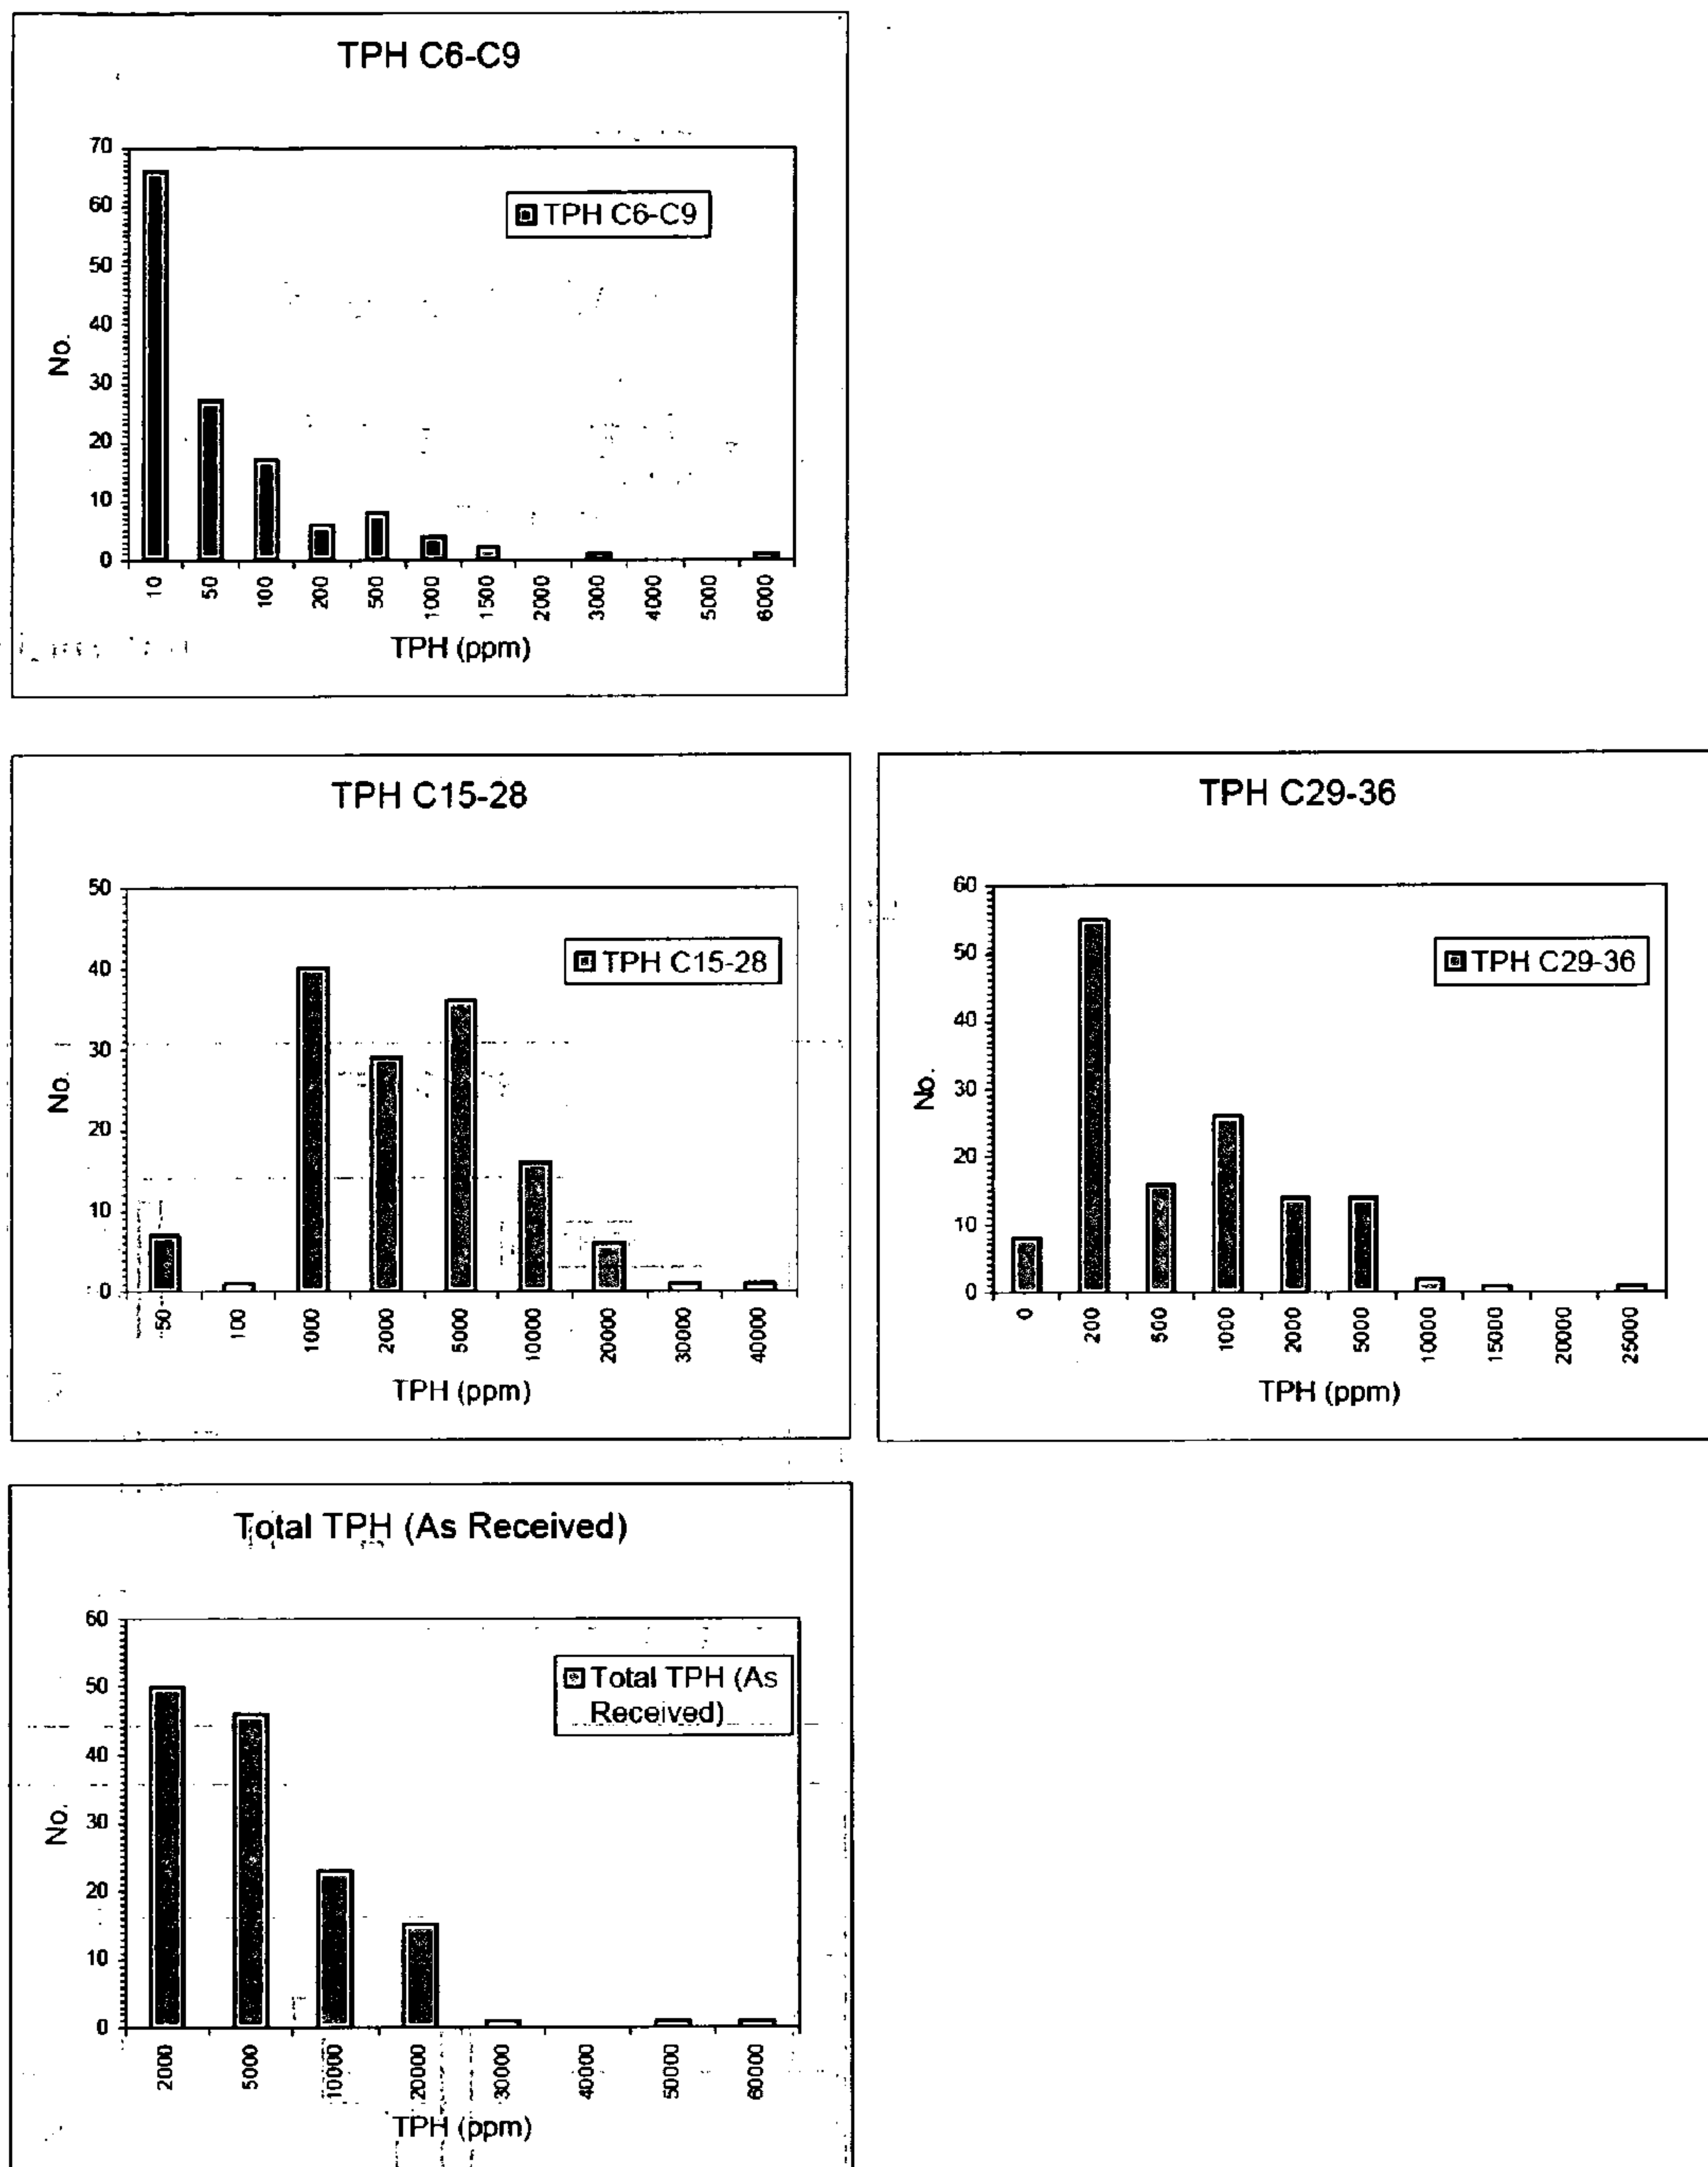 TPH C6-C9
70
60
50
40
30
20
10
0
No.
TPH C6-C9
10 50 100 200 500 1000 1500 2000 3000 4000 5000 6000
TPH (ppm)
TPH C15-28
50
40
30
20
10
0
No.
TPH C15-28
50 100 1000 2000 5000 10000 20000 30000 40000
TPH (ppm)
TPH C29-36
60
50
40
30
20
10
0
No.
TPH C29-36
0 200 500 1000 2000 5000 10000 15000 20000 25000
TPH (ppm)
Total TPH (As Received)
60
50
40
30
20
10
0
No.
Total TPH (As
Received)
2000 5000 10000 20000 30000 40000 50000 60000
TPH (ppm)